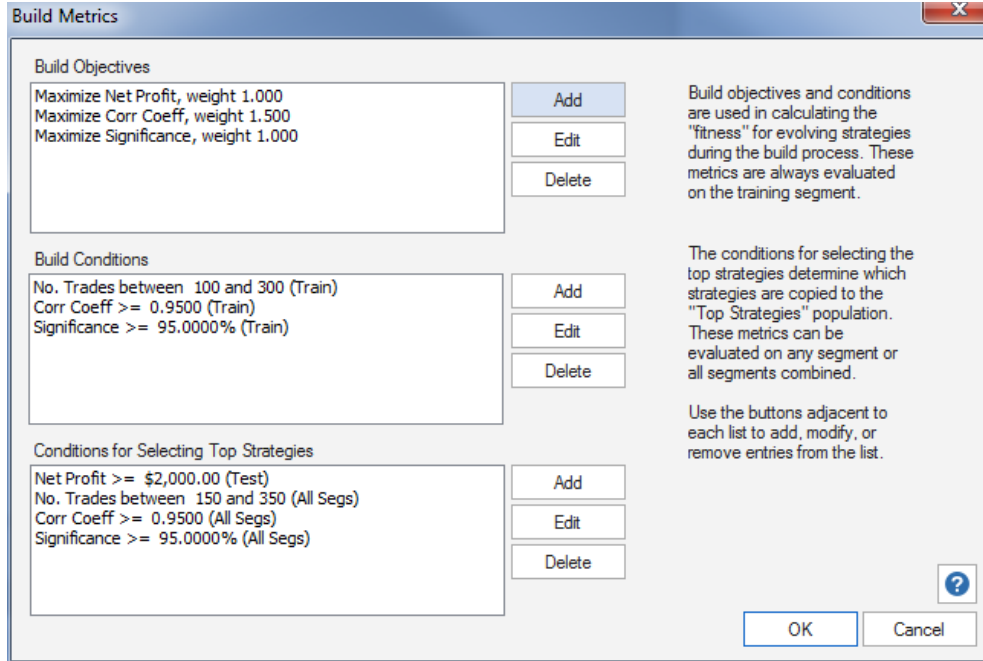 Build Metrics
X
Build Objectives
Maximize Net Profit, weight 1.000
Maximize Corr Coeff, weight 1.500
Maximize Significance, weight 1.000
Add
Edit
Delete
Build objectives and conditions
are used in calculating the
"fitness" for evolving strategies
during the build process. These
metrics are always evaluated
on the training segment.
Build Conditions
No. Trades between 100 and 300 (Train)
Corr Coeff >= 0.9500 (Train)
Significance >= 95.0000% (Train)
Add
Edit
Delete
The conditions for selecting the
top strategies determine which
strategies are copied to the
"Top Strategies" population.
These metrics can be
evaluated on any segment or
all segments combined.
Use the buttons adjacent to
each list to add, modify, or
remove entries from the list.
Conditions for Selecting Top Strategies
Net Profit >= $2,000.00 (Test)
No. Trades between 150 and 350 (All Segs)
Corr Coeff >= 0.9500 (All Segs)
Significance >= 95.0000% (All Segs)
Add
Edit
Delete
?
OK
Cancel